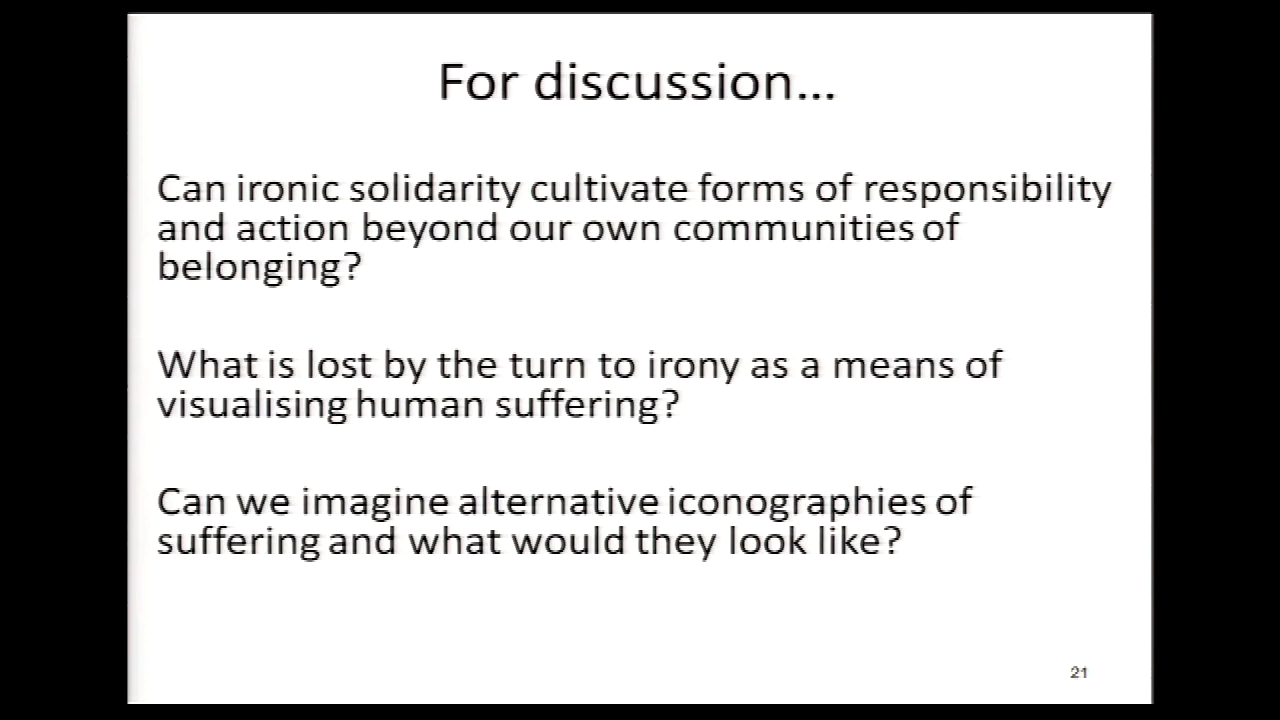 For discussion...
Can ironic solidarity cultivate forms of responsibility
and action beyond our own communities of
belonging?
What is lost by the turn to irony as a means of
visualising human suffering?
Can we imagine alternative iconographies of
suffering and what would they look like?
21